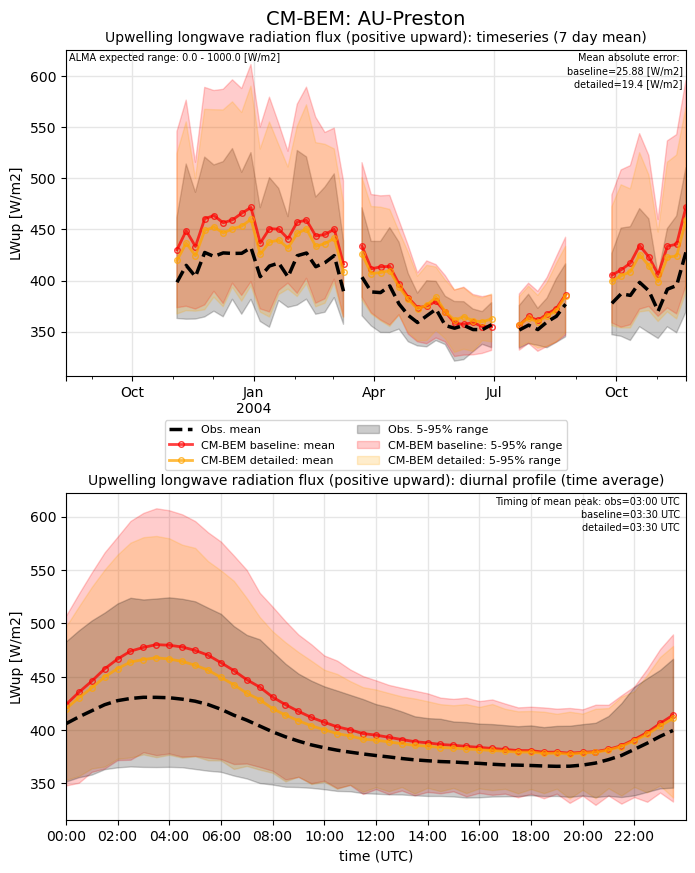 CM-BEM: AU-Preston
Upwelling longwave radiation flux (positive upward): timeseries (7 day mean)
ALMA expected range: 0.0 - 1000.0 [W/m2]
Mean absolute error:
baseline=25.88 [W/m2]
detailed=19.4 [W/m2]
600
550
500
450
400
350
LWup [W/m2]
Oct
Jan
2004
Apr
Jul
Oct
Obs. mean
CM-BEM baseline: mean
CM-BEM detailed: mean
Obs. 5-95% range
CM-BEM baseline: 5-95% range
CM-BEM detailed: 5-95% range
Upwelling longwave radiation flux (positive upward): diurnal profile (time average)
Timing of mean peak: obs=03:00 UTC
baseline=03:30 UTC
detailed=03:30 UTC
600
550
500
450
400
350
LWup [W/m2]
00:00 02:00 04:00 06:00 08:00 10:00 12:00 14:00 16:00 18:00 20:00 22:00
time (UTC)